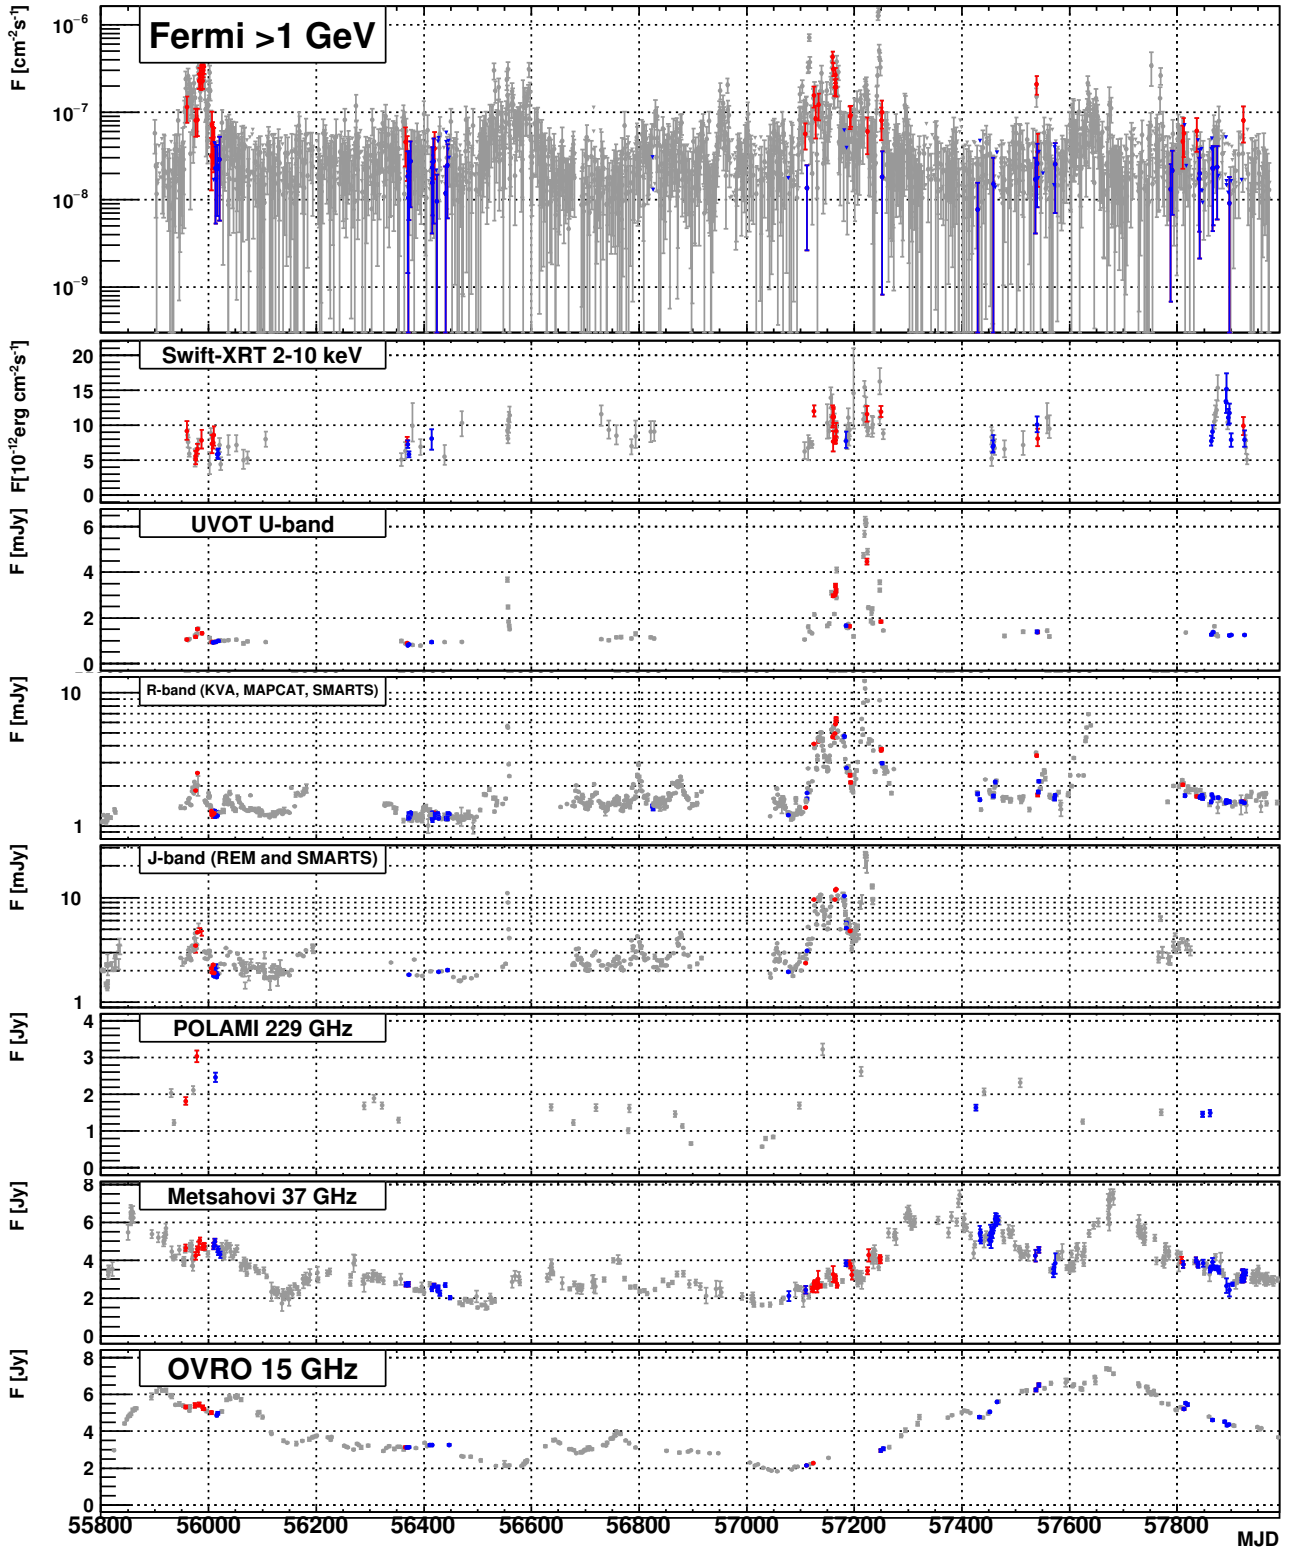 F [cm⁻²s⁻¹]
Fermi >1 GeV
10⁻⁶
10⁻⁷
10⁻⁸
10⁻⁹
F[10⁻¹²erg cm⁻²s⁻¹]
Swift-XRT 2-10 keV
20
15
10
5
0
F [mJy]
UVOT U-band
6
4
2
0
F [mJy]
R-band (KVA, MAPCAT, SMARTS)
10
1
F [mJy]
J-band (REM and SMARTS)
10
1
F [Jy]
POLAMI 229 GHz
4
3
2
1
0
F [Jy]
Metsahovi 37 GHz
8
6
4
2
0
F [Jy]
OVRO 15 GHz
8
6
4
2
0
55800 56000 56200 56400 56600 56800 57000 57200 57400 57600 57800
MJD